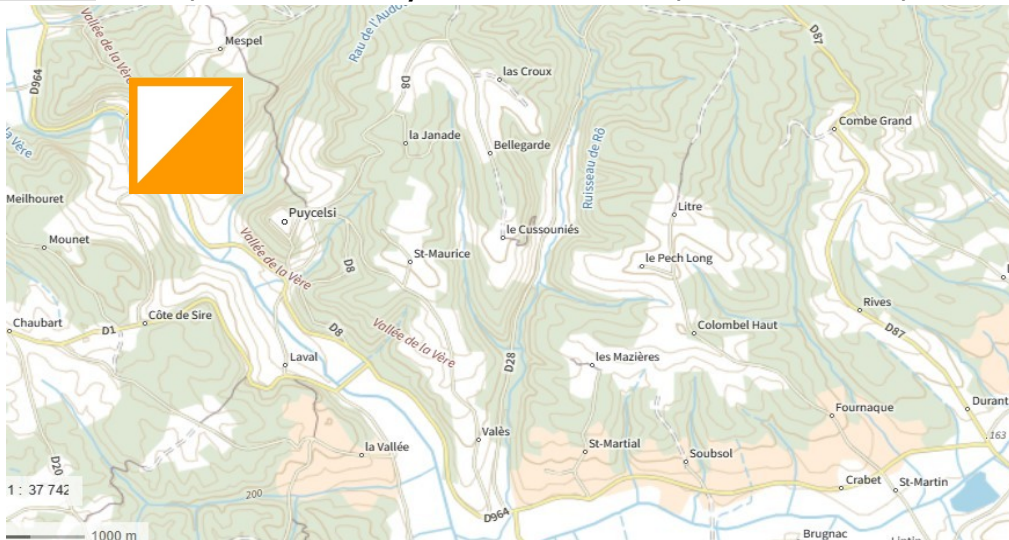 Vallée de la Vère
Mespel
Rau de l'Audo
D87
D964
D8
las Croux
la Vère
la Janade
Bellegarde
Combe Grand
Ruisseau de Rô
Meilhouret
Puycelsi
Litre
Mounet
le Cussouniés
St-Maurice
Vallée de la Vère
D8
le Pech Long
Rives
Chaubart
D1
Côte de Sire
D8
Vallée de la Vère
Colombel Haut
D87
Laval
D28
les Mazières
Durant
Fournaque
Valès
163
la Vallée
St-Martial
Soubsol
D20
1 : 37 742
200
Crabet
St-Martin
D964
1000 m
Brugnac